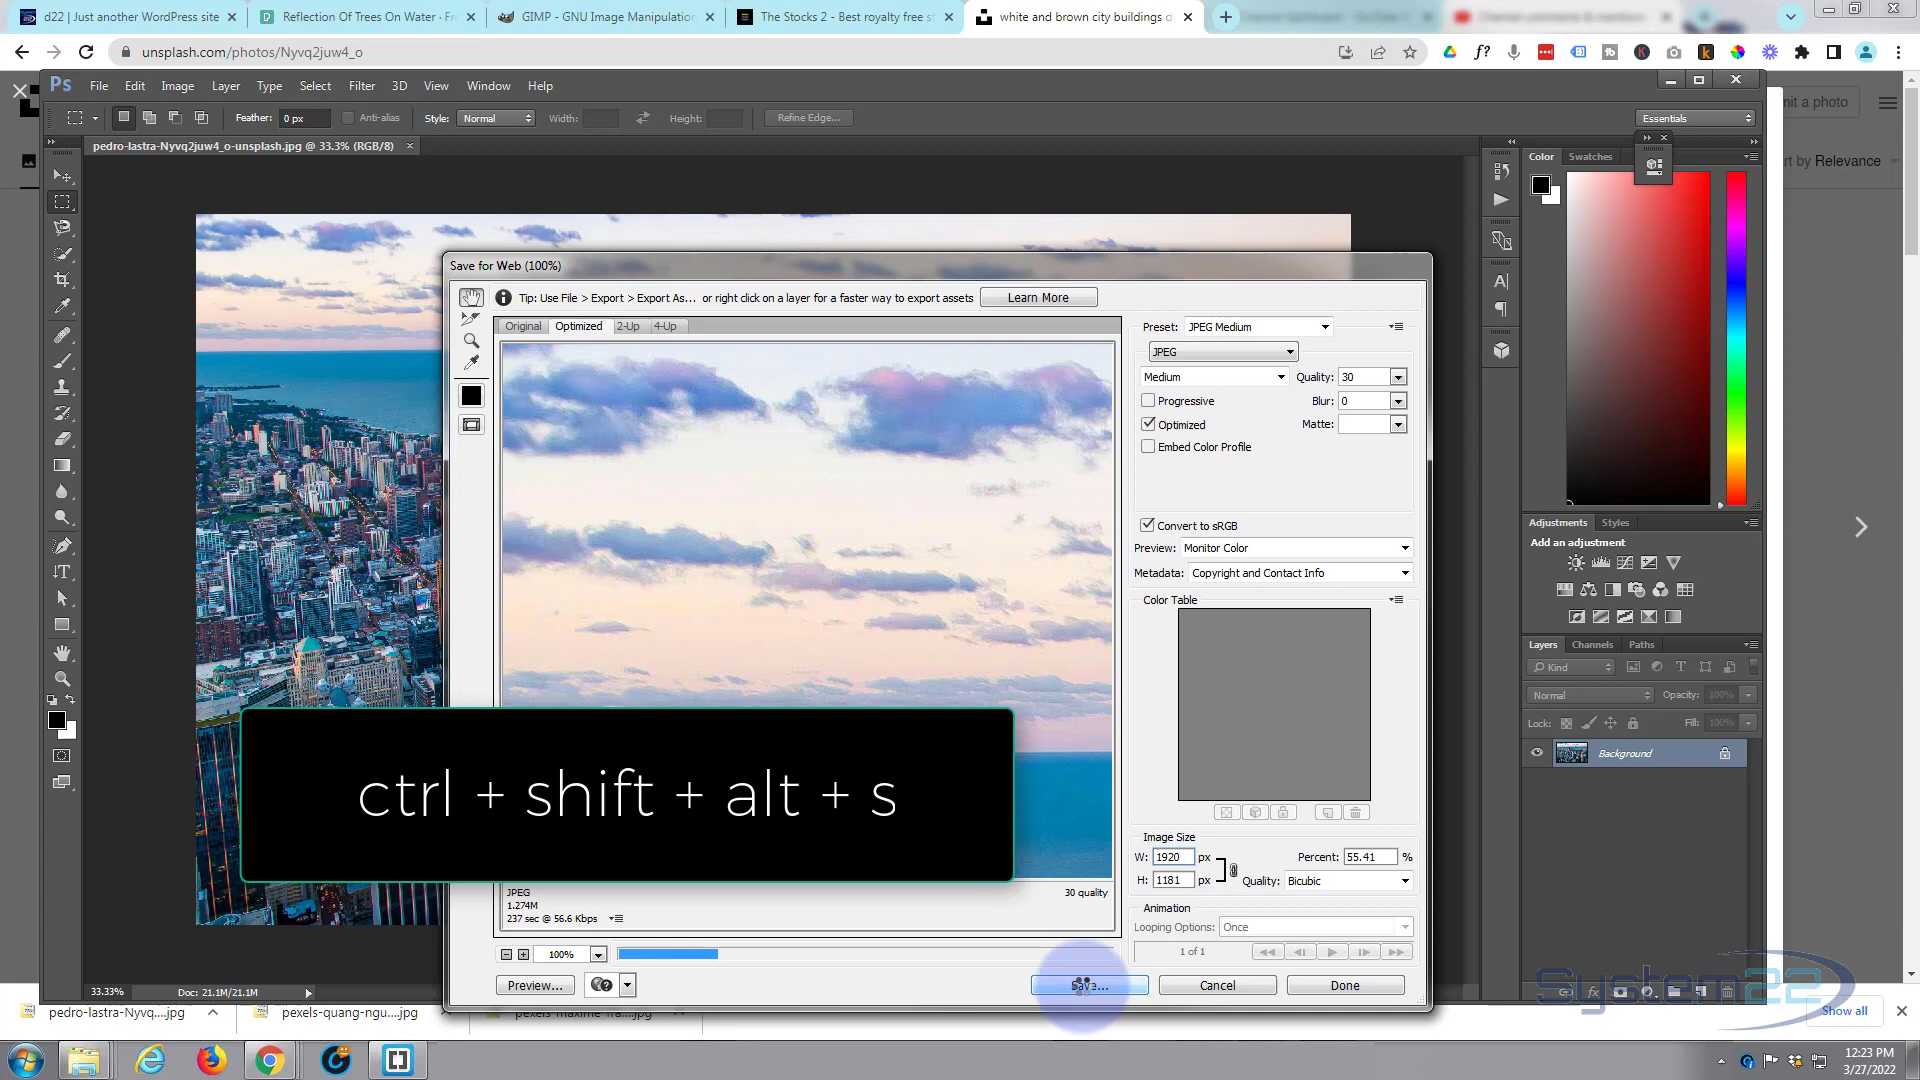 d22 | Just another WordPress site
Reflection Of Trees On Water · Fr
GIMP - GNU Image Manipulation
The Stocks 2 - Best royalty free s
white and brown city buildings d
unsplash.com/photos/Nyvq2juw4_o
f?
mit a photo
rt by Relevance
Ps File Edit Image Layer Type Select Filter 3D View Window Help
Feather: 0 px Anti-alias Style: Normal Width: Height: Refine Edge... Essentials
pedro-lastra-Nyvq2juw4_o-unsplash.jpg @ 33.3% (RGB/8)
Color Swatches
Save for Web (100%)
Tip: Use File > Export > Export As... or right click on a layer for a faster way to export assets Learn More
Original Optimized 2-Up 4-Up
Preset: JPEG Medium
JPEG
Medium Quality: 30
Progressive Blur: 0
Optimized Matte:
Embed Color Profile
Convert to sRGB
Preview: Monitor Color
Metadata: Copyright and Contact Info
Color Table
Image Size
W: 1920 px Percent: 55.41 %
H: 1181 px Quality: Bicubic
Animation
Looping Options: Once
1 of 1
ctrl + shift + alt + s
JPEG 30 quality
1.274M
237 sec @ 56.6 Kbps
100%
Preview... Save... Cancel Done
Adjustments Styles
Add an adjustment
Layers Channels Paths
Kind
Normal Opacity: 100%
Lock: Fill: 100%
Background
33.33% Doc: 21.1M/21.1M
System22
pedro-lastra-Nyvq....jpg
pexels-quang-ngu....jpg
Show all
12:23 PM
3/27/2022